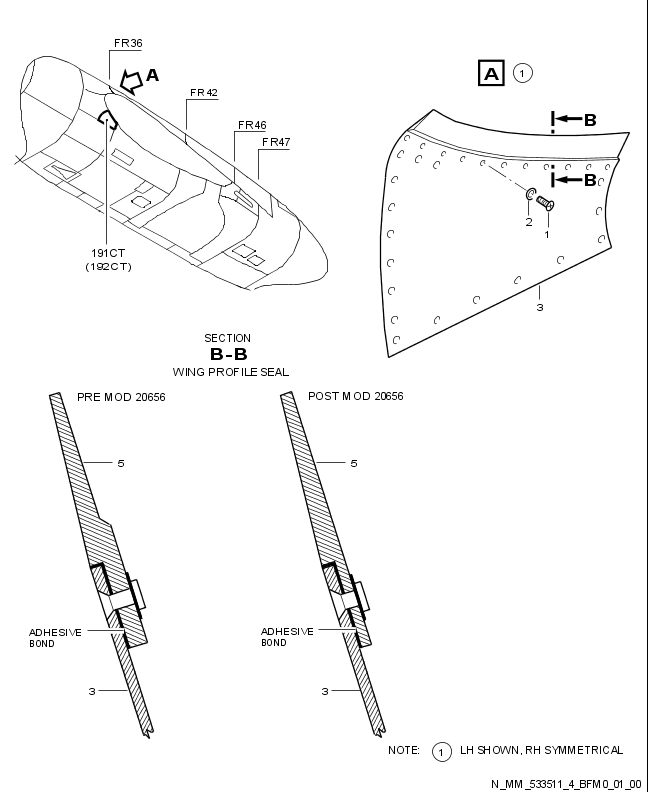 FR36
A
FR42
FR46
FR47
191CT
(192CT)
A 1
B
B
2
1
3
SECTION
B-B
WING PROFILE SEAL
PRE MOD 20656
5
ADHESIVE
BOND
3
POST MOD 20656
5
ADHESIVE
BOND
3
NOTE: 1 LH SHOWN, RH SYMMETRICAL
N_MM_533511_4_BFM0_01_00